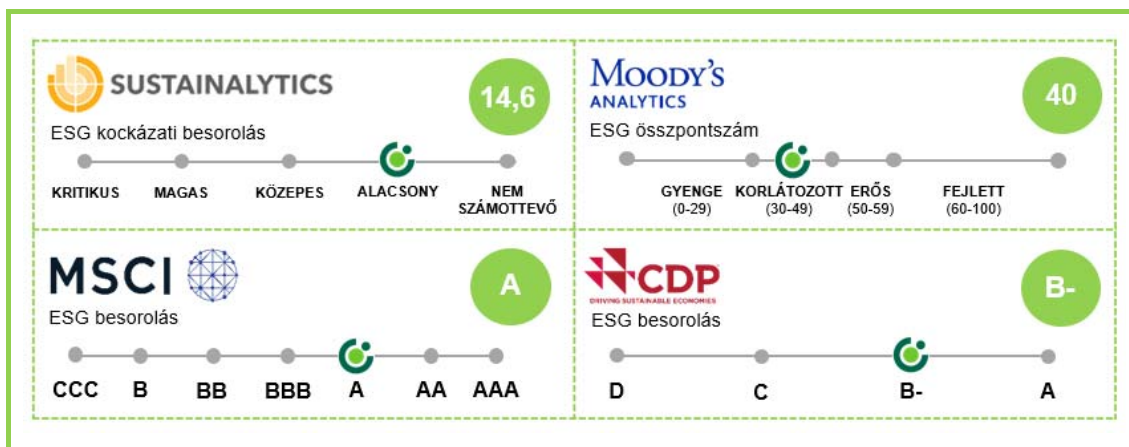 SUSTAINALYTICS
14,6
ESG kockázati besorolás
KRITIKUS MAGAS KÖZEPES ALACSONY NEM
SZÁMOTTEVŐ
MOODY'S
ANALYTICS
40
ESG összpontszám
GYENGE KORLÁTOZOTT ERŐS FEJLETT
(0-29) (30-49) (50-59) (60-100)
MSCI
A
ESG besorolás
CCC B BB BBB A AA AAA
CDP
DRIVING SUSTAINABLE ECONOMIES
B-
ESG besorolás
D C B- A